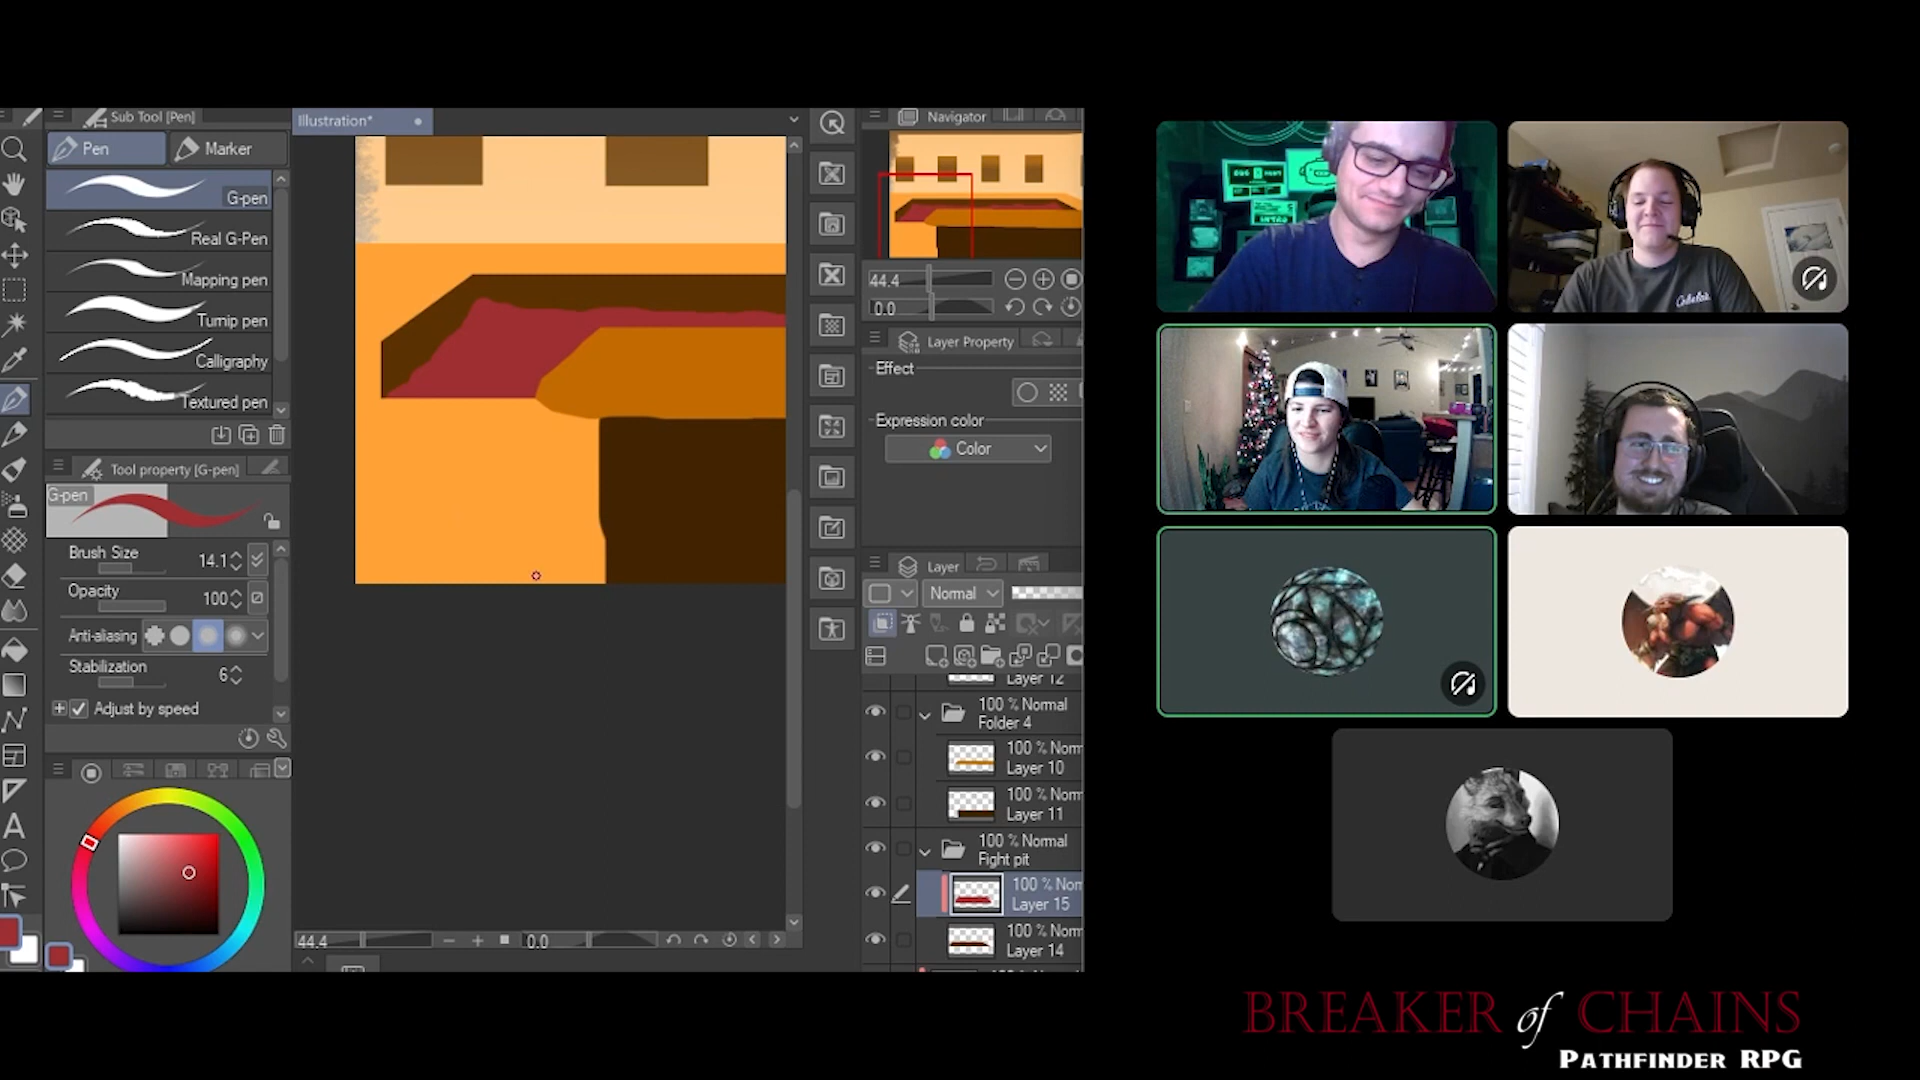 Sub Tool [Pen]
Pen
Marker
G-pen
Real G-Pen
Mapping pen
Turnip pen
Calligraphy
Textured pen
Tool property [G-pen]
G-pen
Brush Size
14.1
Opacity
100
Anti-aliasing
Stabilization
6
Adjust by speed
Illustration*
44.4
0.0
Navigator
44.4
0.0
Layer Property
Effect
Expression color
Color
Layer
Normal
Layer 12
100 % Normal
Folder 4
100 % Norm
Layer 10
100 % Norm
Layer 11
100 % Normal
Fight pit
100 % Nom
Layer 15
100 % Norm
Layer 14
BREAKER of CHAINS
PATHFINDER RPG